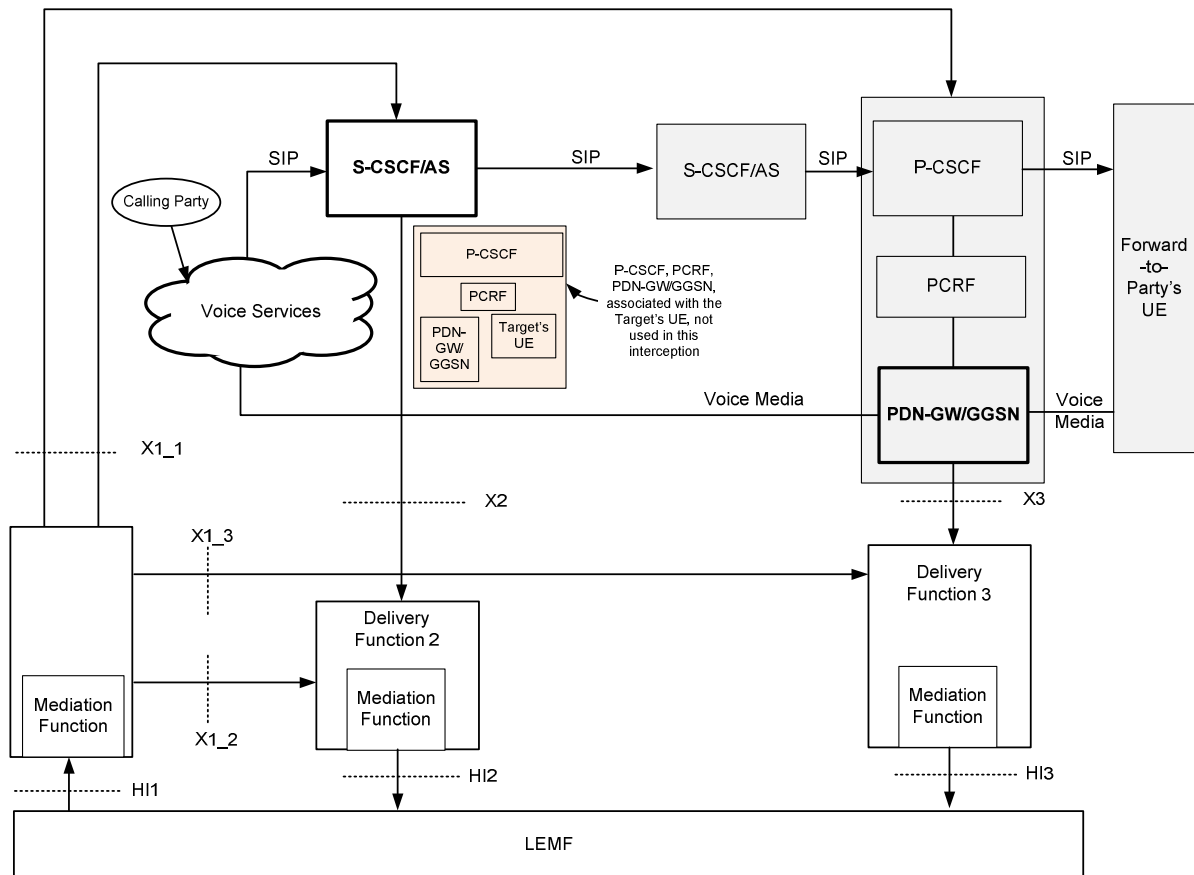 SIP
S-CSCF/AS
SIP
S-CSCF/AS
SIP
P-CSCF
SIP
Calling Party
Voice Services
P-CSCF
PCRF
PDN-
GW/
GGSN
Target's
UE
P-CSCF, PCRF,
PDN-GW/GGSN,
associated with the
Target's UE, not
used in this
interception
PCRF
Forward
-to-
Party's
UE
Voice Media
PDN-GW/GGSN
Voice
Media
X1_1
X2
X3
X1_3
Delivery
Function 2
Mediation
Function
Delivery
Function 3
Mediation
Function
Mediation
Function
X1_2
HI1
HI2
HI3
LEMF